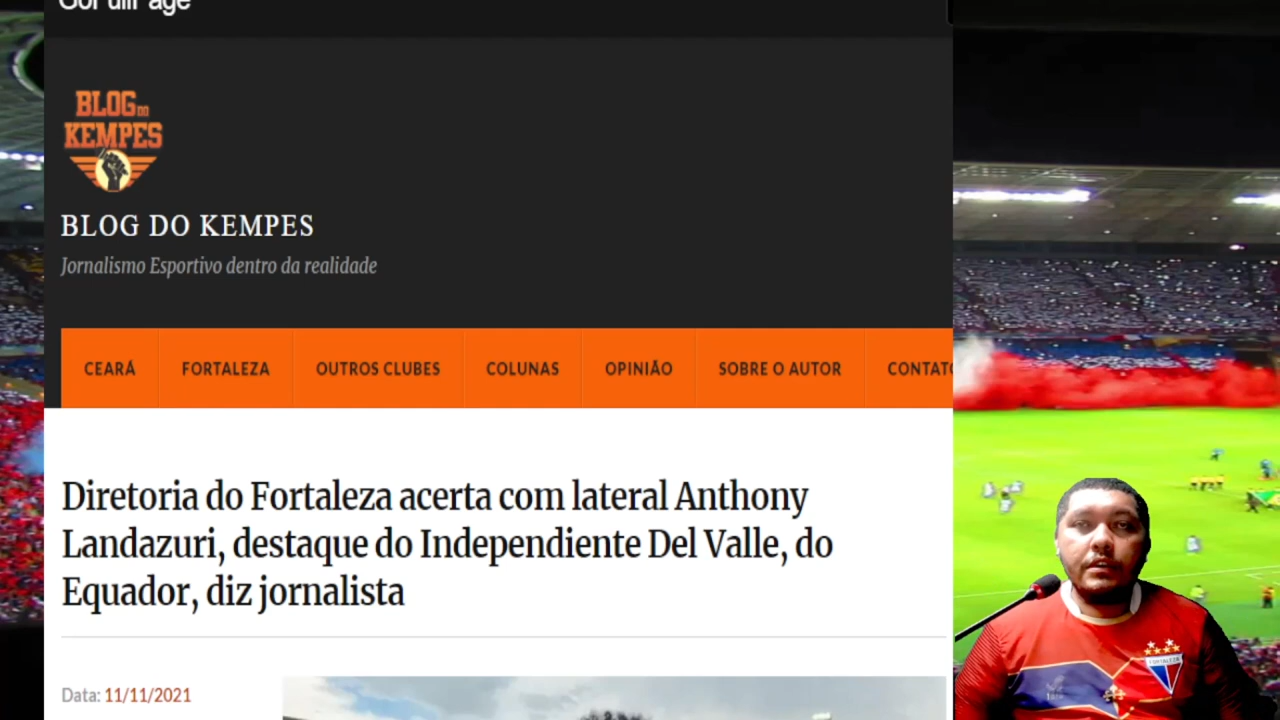 BLOG DO
KEMPES
BLOG DO KEMPES
Jornalismo Esportivo dentro da realidade
CEARÁ FORTALEZA OUTROS CLUBES COLUNAS OPINIÃO SOBRE O AUTOR CONTATO
Diretoria do Fortaleza acerta com lateral Anthony
Landazuri, destaque do Independiente Del Valle, do
Equador, diz jornalista
Data: 11/11/2021
FORTALEZA